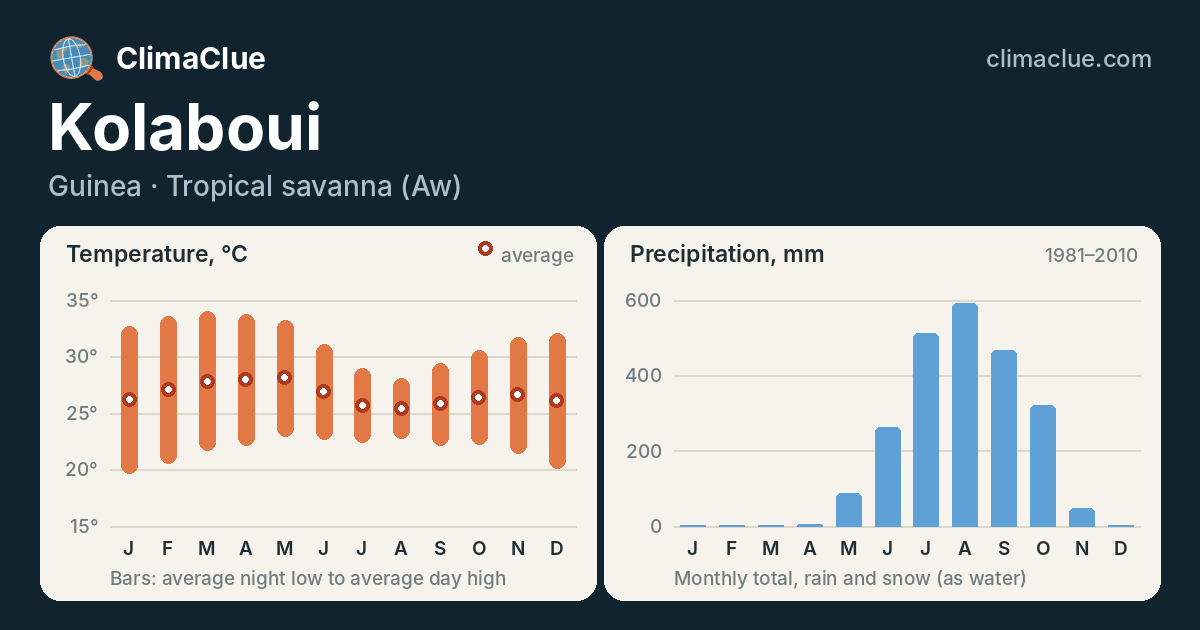 ClimaClue
climaclue.com
Kolaboui
Guinea · Tropical savanna (Aw)
Temperature, °C
average
35°
30°
25°
20°
15°
J F M A M J J A S O N D
Bars: average night low to average day high
Precipitation, mm
1981–2010
600
400
200
0
J F M A M J J A S O N D
Monthly total, rain and snow (as water)